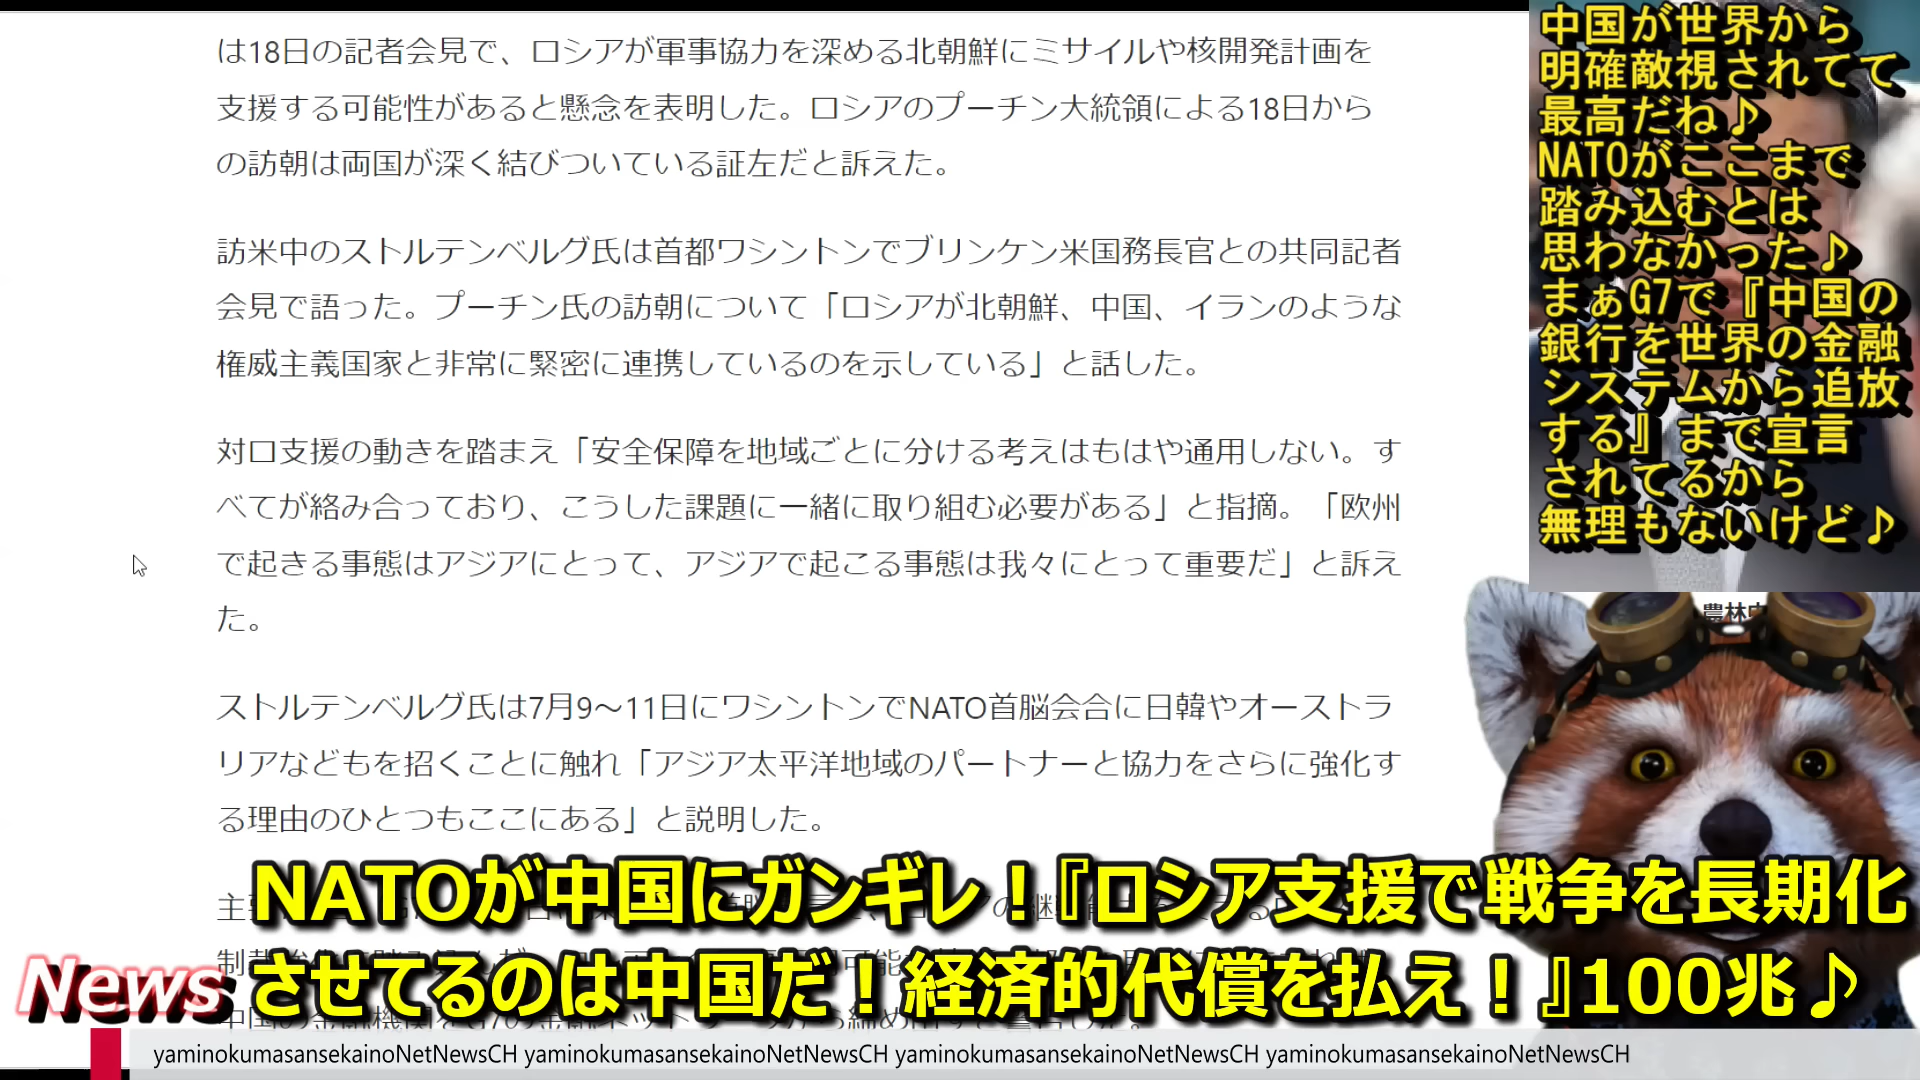 は18日の記者会見で、ロシアが軍事協力を深める北朝鮮にミサイルや核開発計画を
支援する可能性があると懸念を表明した。ロシアのプーチン大統領による18日から
の訪朝は両国が深く結びついている証左だと訴えた。
訪米中のストルテンベルグ氏は首都ワシントンでブリンケン米国務長官との共同記者
会見で語った。プーチン氏の訪朝について「ロシアが北朝鮮、中国、イランのような
権威主義国家と非常に緊密に連携しているのを示している」と話した。
対ロ支援の動きを踏まえ「安全保障を地域ごとに分ける考えはもはや通用しない。す
べてが絡み合っており、こうした課題に一緒に取り組む必要がある」と指摘。「欧州
で起きる事態はアジアにとって、アジアで起こる事態は我々にとって重要だ」と訴え
た。
ストルテンベルグ氏は7月9〜11日にワシントンでNATO首脳会合に日韓やオーストラ
リアなどもを招くことに触れ「アジア太平洋地域のパートナーと協力をさらに強化す
る理由のひとつもここにある」と説明した。
中国が世界から
明確敵視されてて
最高だね♪
NATOがここまで
踏み込むとは
思わなかった♪
まぁG7で『中国の
銀行を世界の金融
システムから追放
する』まで宣言
されてるから
無理もないけど♪
農林中
NATOが中国にガンギレ！『ロシア支援で戦争を長期化
させてるのは中国だ！経済的代償を払え！』100兆♪
News
yaminokumasansekainoNetNewsCH yaminokumasansekainoNetNewsCH yaminokumasansekainoNetNewsCH yaminokumasansekainoNetNewsCH